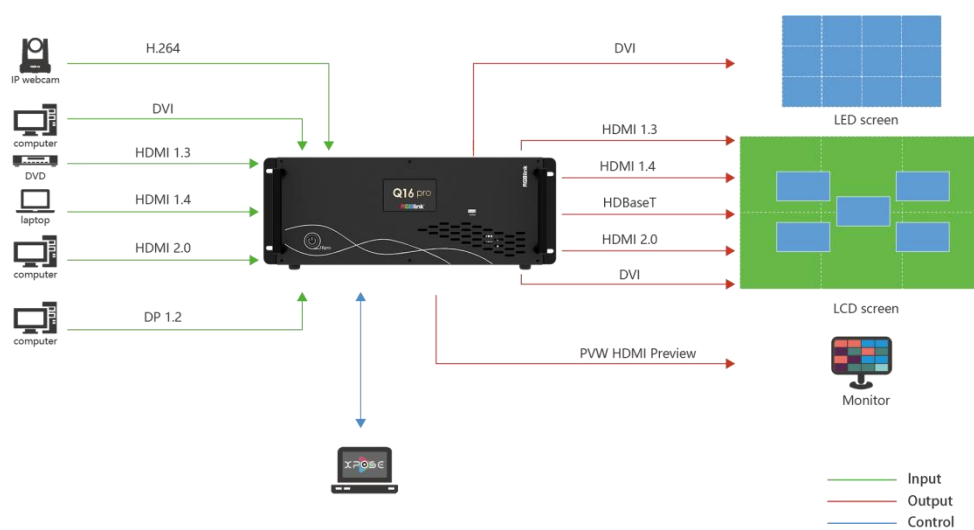 H.264
IP webcam
DVI
computer
HDMI 1.3
DVD
HDMI 1.4
laptop
HDMI 2.0
computer
DP 1.2
computer
Q16 pro
RGBlink
RGBlink
XPOSE
DVI
LED screen
HDMI 1.3
HDMI 1.4
HDBaseT
HDMI 2.0
DVI
LCD screen
PVW HDMI Preview
Monitor
Input
Output
Control